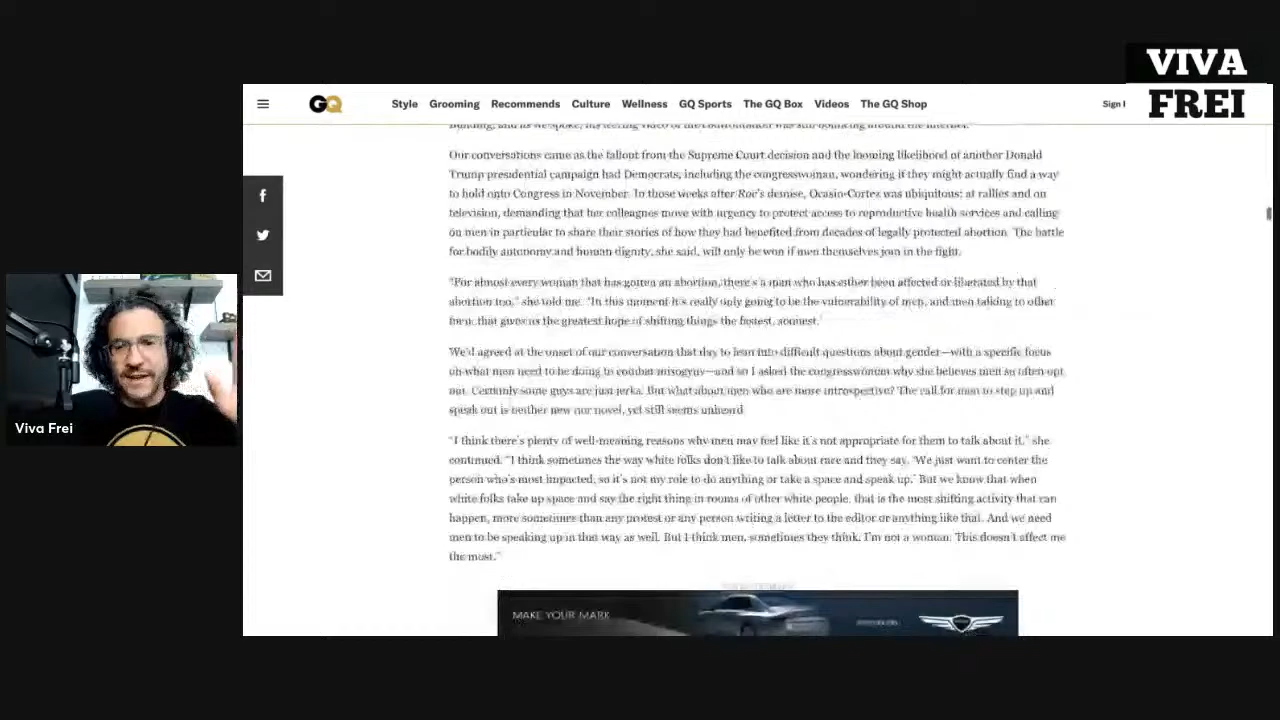 VIVA
FREI
GQ
Style Grooming Recommends Culture Wellness GQ Sports The GQ Box Videos The GQ Shop
Sign I
Our conversations came as the fallout from the Supreme Court decision and the looming likelihood of another Donald
Trump presidential campaign had Democrats, including the congresswoman, wondering if they might actually find a way
to hold onto Congress in November. In those weeks after Roe's demise, Ocasio-Cortez was ubiquitous: at rallies and on
television, demanding that her colleagues move with urgency to protect access to reproductive health services and calling
on men in particular to share their stories of how they had benefited from decades of legally protected abortion. The battle
for bodily autonomy and human dignity, she said, will only be won if men themselves join in the fight.
"For almost every woman that has gotten an abortion, there's a man who has either been affected or liberated by that
abortion too," she told me. "In this moment it's really only going to be the vulnerability of men, and men talking to other
men, that gives us the greatest hope of shifting things the fastest, soonest."
We'd agreed at the onset of our conversation that day to lean into difficult questions about gender—with a specific focus
on what men need to be doing to combat misogyny—and so I asked the congresswoman why she believes men so often opt
out. Certainly some guys are just jerks. But what about men who are more introspective? The call for men to step up and
speak out is neither new nor novel, yet still seems unheard
"I think there's plenty of well-meaning reasons why men may feel like it's not appropriate for them to talk about it," she
continued. "I think sometimes the way white folks don't like to talk about race and they say, 'We just want to center the
person who's most impacted, so it's not my role to do anything or take a space and speak up.' But we know that when
white folks take up space and say the right thing in rooms of other white people, that is the most shifting activity that can
happen, more sometimes than any protest or any person writing a letter to the editor or anything like that. And we need
men to be speaking up in that way as well. But I think men, sometimes they think, I'm not a woman. This doesn't affect me
the most."
MAKE YOUR MARK
Viva Frei